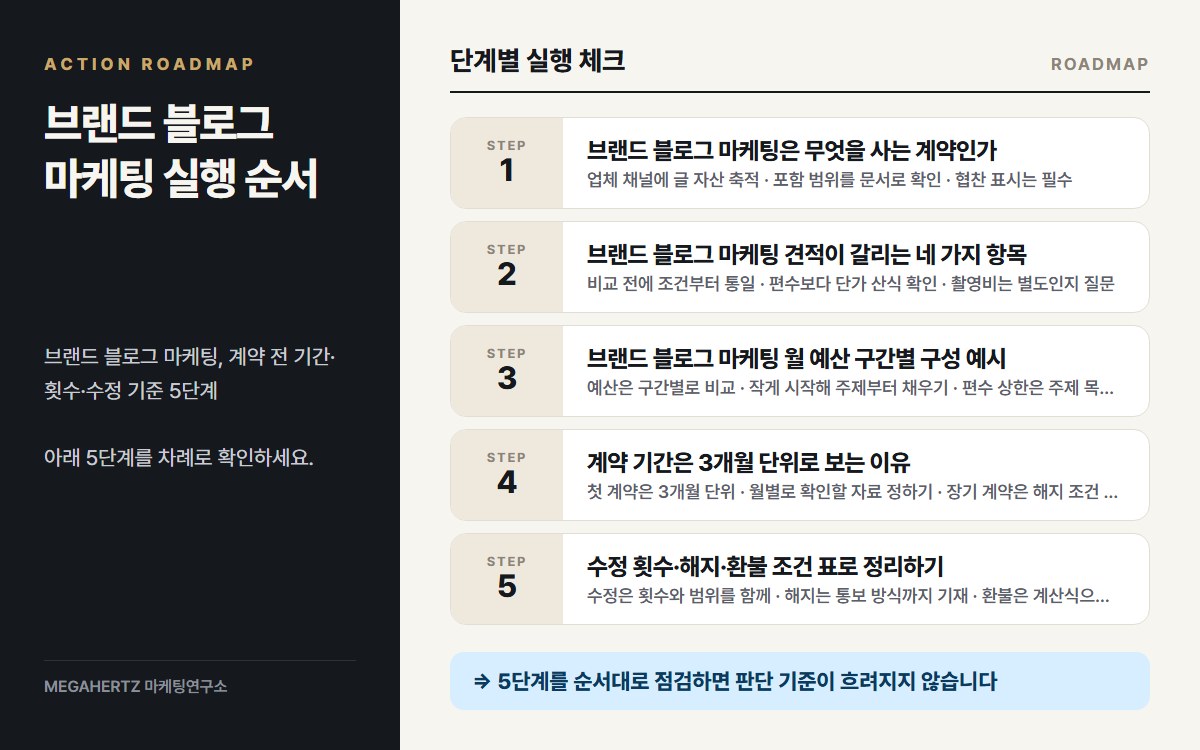 ACTION ROADMAP
브랜드 블로그
마케팅 실행 순서
브랜드 블로그 마케팅, 계약 전 기간·
횟수·수정 기준 5단계
아래 5단계를 차례로 확인하세요.
MEGAHERTZ 마케팅연구소
단계별 실행 체크
ROADMAP
STEP
1
브랜드 블로그 마케팅은 무엇을 사는 계약인가
업체 채널에 글 자산 축적 · 포함 범위를 문서로 확인 · 협찬 표시는 필수
STEP
2
브랜드 블로그 마케팅 견적이 갈리는 네 가지 항목
비교 전에 조건부터 통일 · 편수보다 단가 산식 확인 · 촬영비는 별도인지 질문
STEP
3
브랜드 블로그 마케팅 월 예산 구간별 구성 예시
예산은 구간별로 비교 · 작게 시작해 주제부터 채우기 · 편수 상한은 주제 목...
STEP
4
계약 기간은 3개월 단위로 보는 이유
첫 계약은 3개월 단위 · 월별로 확인할 자료 정하기 · 장기 계약은 해지 조건 ...
STEP
5
수정 횟수·해지·환불 조건 표로 정리하기
수정은 횟수와 범위를 함께 · 해지는 통보 방식까지 기재 · 환불은 계산식으...
⇒ 5단계를 순서대로 점검하면 판단 기준이 흐려지지 않습니다